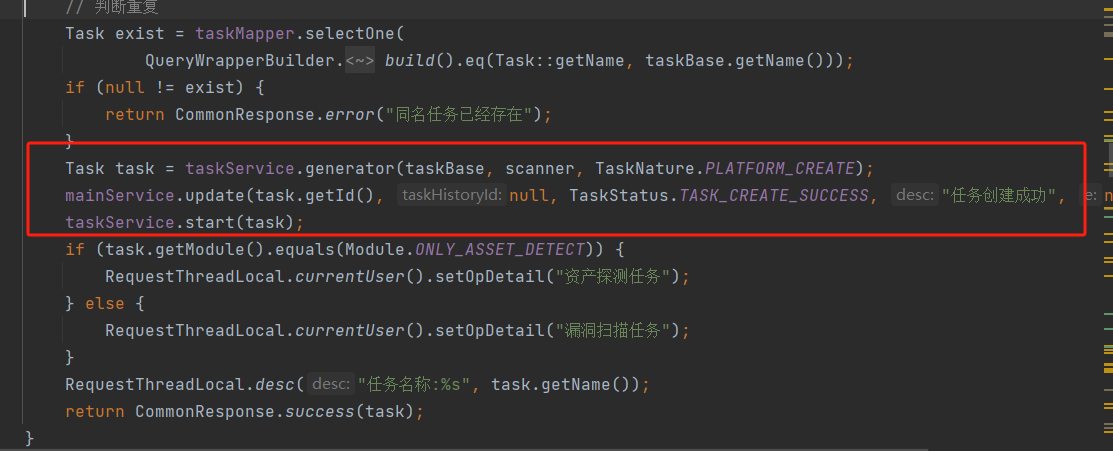 // 判断重复
Task exist = taskMapper.selectOne(
QueryWrapperBuilder.<~> build().eq(Task::getName, taskBase.getName()));
if (null != exist) {
return CommonResponse.error("同名任务已经存在");
}
Task task = taskService.generator(taskBase, scanner, TaskNature.PLATFORM_CREATE);
mainService.update(task.getId(), taskHistoryId: null, TaskStatus.TASK_CREATE_SUCCESS, desc: "任务创建成功", e: n
taskService.start(task);
if (task.getModule().equals(Module.ONLY_ASSET_DETECT)) {
RequestThreadLocal.currentUser().setOpDetail("资产探测任务");
} else {
RequestThreadLocal.currentUser().setOpDetail("漏洞扫描任务");
}
RequestThreadLocal.desc( desc: "任务名称:%s", task.getName());
return CommonResponse.success(task);
}